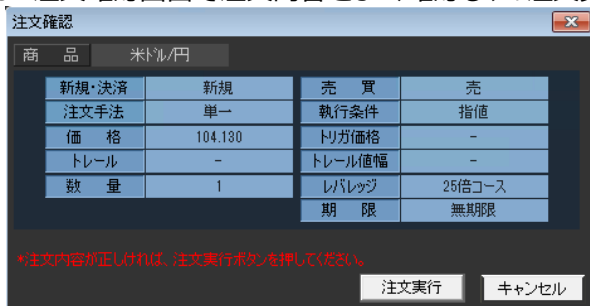 注文確認
商 品 米ドル/円
新規・決済 新規 売 買 売
注文手法 単一 執行条件 指値
価 格 104.130 トリガ価格 －
トレール － トレール値幅 －
数 量 1 レバレッジ 25倍コース
期 限 無期限
*注文内容が正しければ、注文実行ボタンを押してください。
注文実行 キャンセル